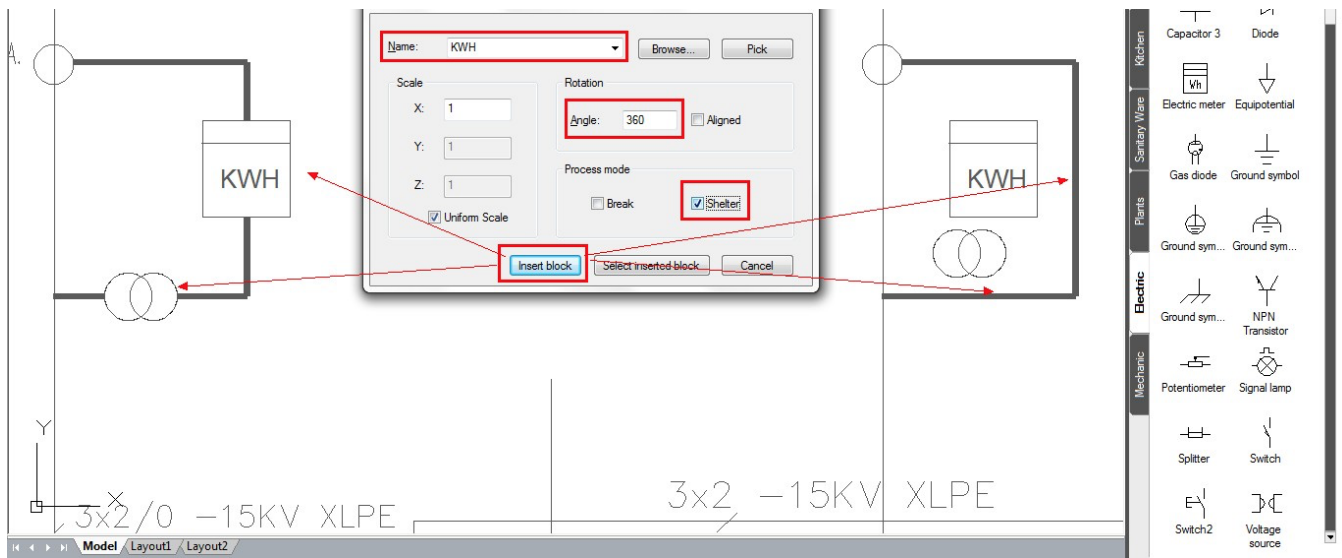 A.
KWH
3x2/0 -15KV XLPE
Name: KWH Browse... Pick
Scale
X: 1
Y: 1
Z: 1
Uniform Scale
Rotation
Angle: 360 Aligned
Process mode
Break Shelter
Insert block Select inserted block Cancel
KWH
3x2 -15KV XLPE
Y
X
Model Layout1 Layout2
Kitchen
Sanitary Ware
Plants
Electric
Mechanic
Capacitor 3 Diode
Wh
Electric meter Equipotential
Gas diode Ground symbol
Ground sym... Ground sym...
Ground sym... NPN
Transistor
Potentiometer Signal lamp
Splitter Switch
Switch2 Voltage
source